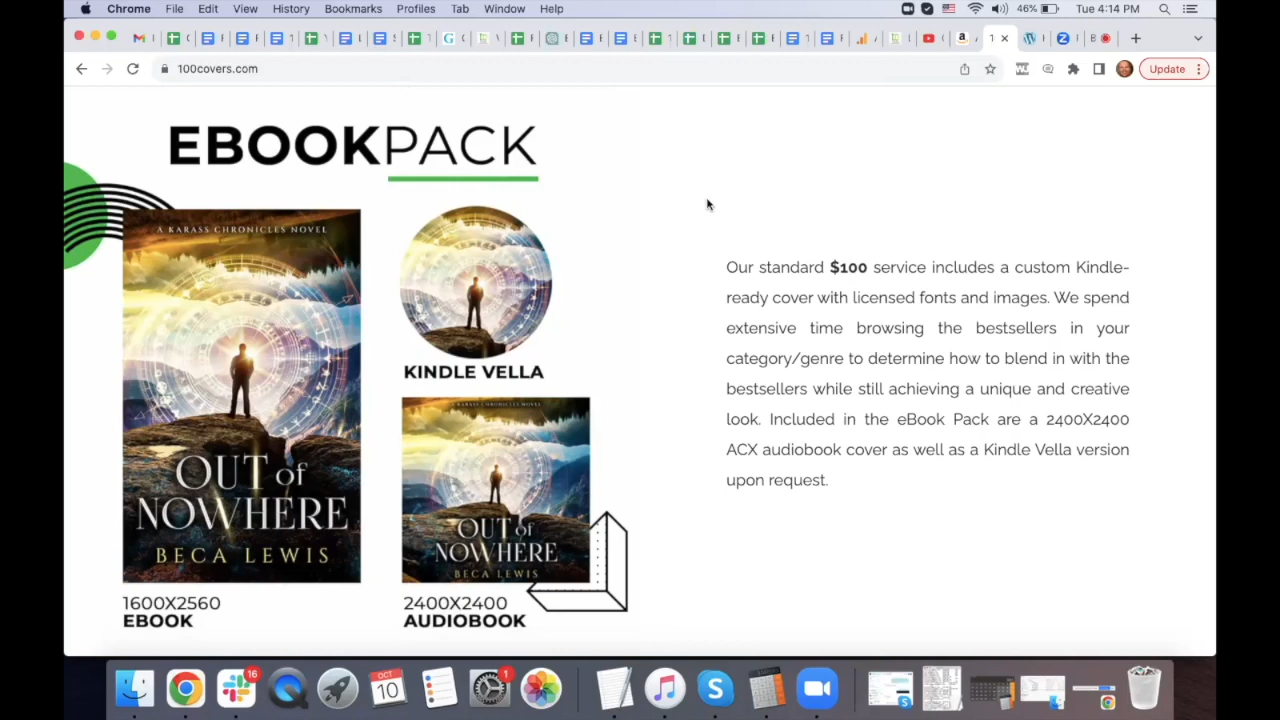 Chrome File Edit View History Bookmarks Profiles Tab Window Help 46% Tue 4:14 PM
100covers.com Update
EBOOKPACK
A KARASS CHRONICLES NOVEL
OUT of
NOWHERE
BECA LEWIS
1600X2560
EBOOK
KINDLE VELLA
KARASS CHRONICLES NOVEL
OUT of
NOWHERE
BECA LEWIS
2400X2400
AUDIOBOOK
Our standard $100 service includes a custom Kindle-
ready cover with licensed fonts and images. We spend
extensive time browsing the bestsellers in your
category/genre to determine how to blend in with the
bestsellers while still achieving a unique and creative
look. Included in the eBook Pack are a 2400X2400
ACX audiobook cover as well as a Kindle Vella version
upon request.
16
OCT
10
1